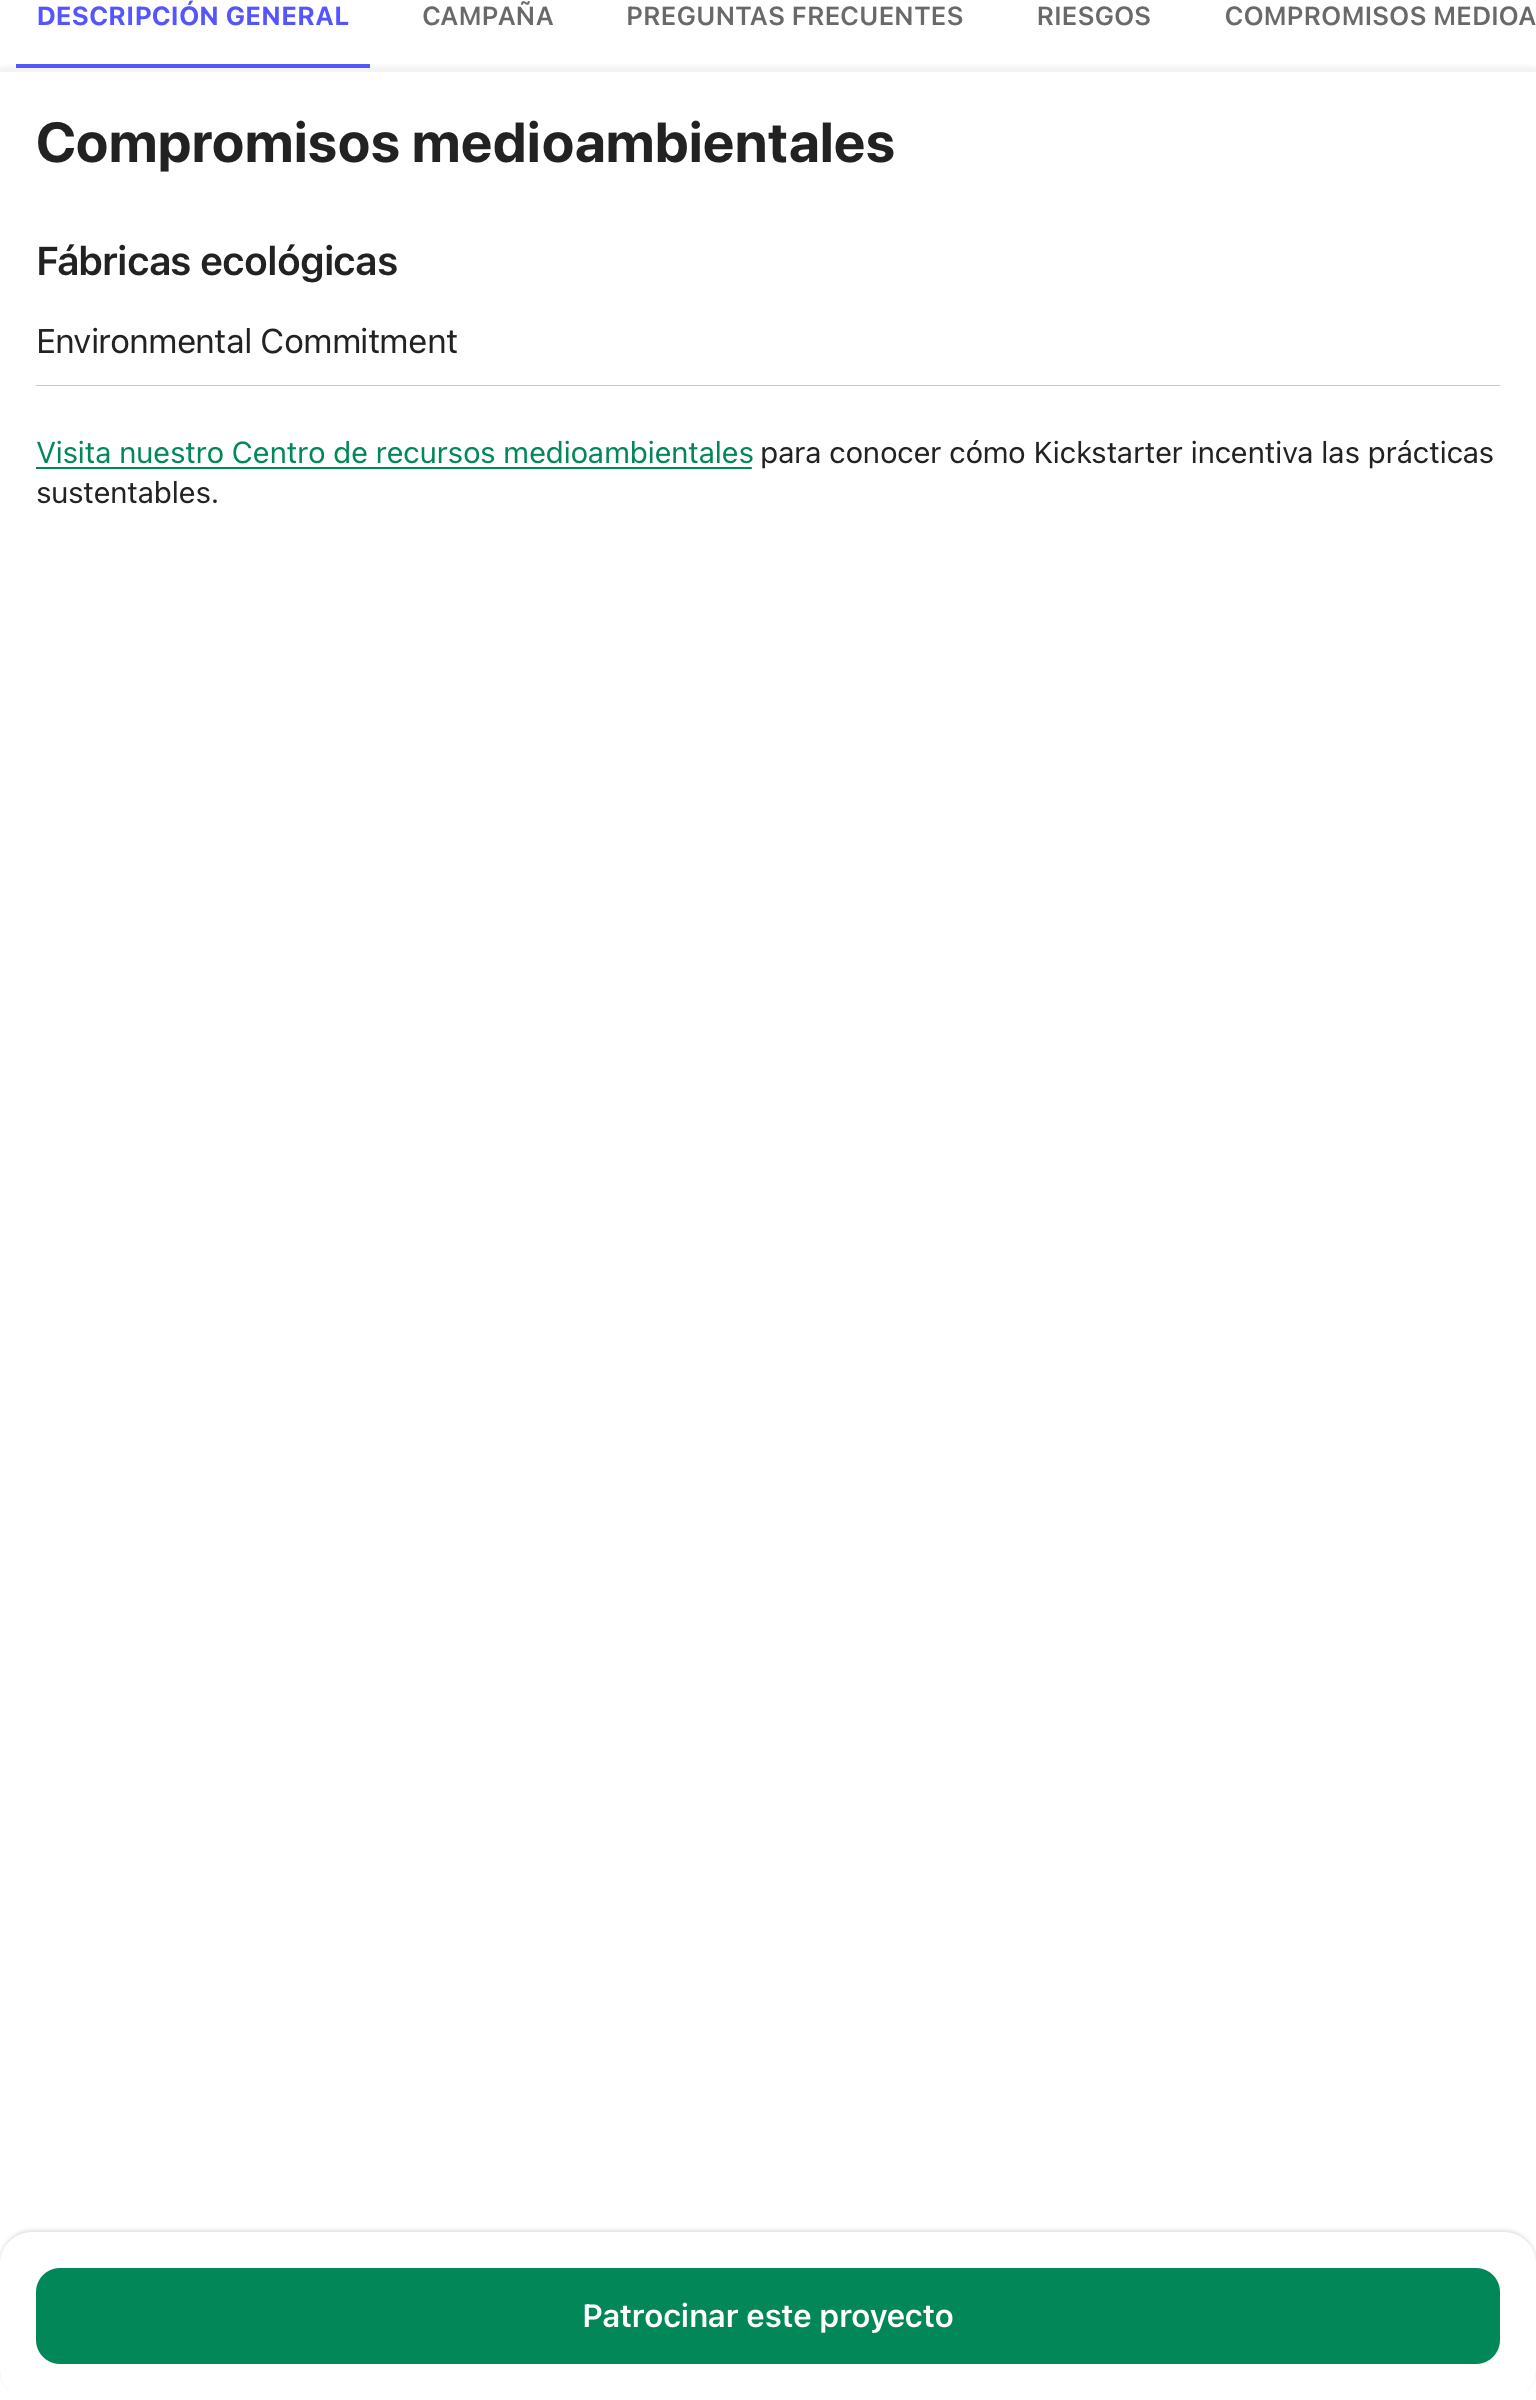 DESCRIPCIÓN GENERAL CAMPAÑA PREGUNTAS FRECUENTES RIESGOS COMPROMISOS MEDIOA
Compromisos medioambientales
Fábricas ecológicas
Environmental Commitment
Visita nuestro Centro de recursos medioambientales para conocer cómo Kickstarter incentiva las prácticas
sustentables.
Patrocinar este proyecto